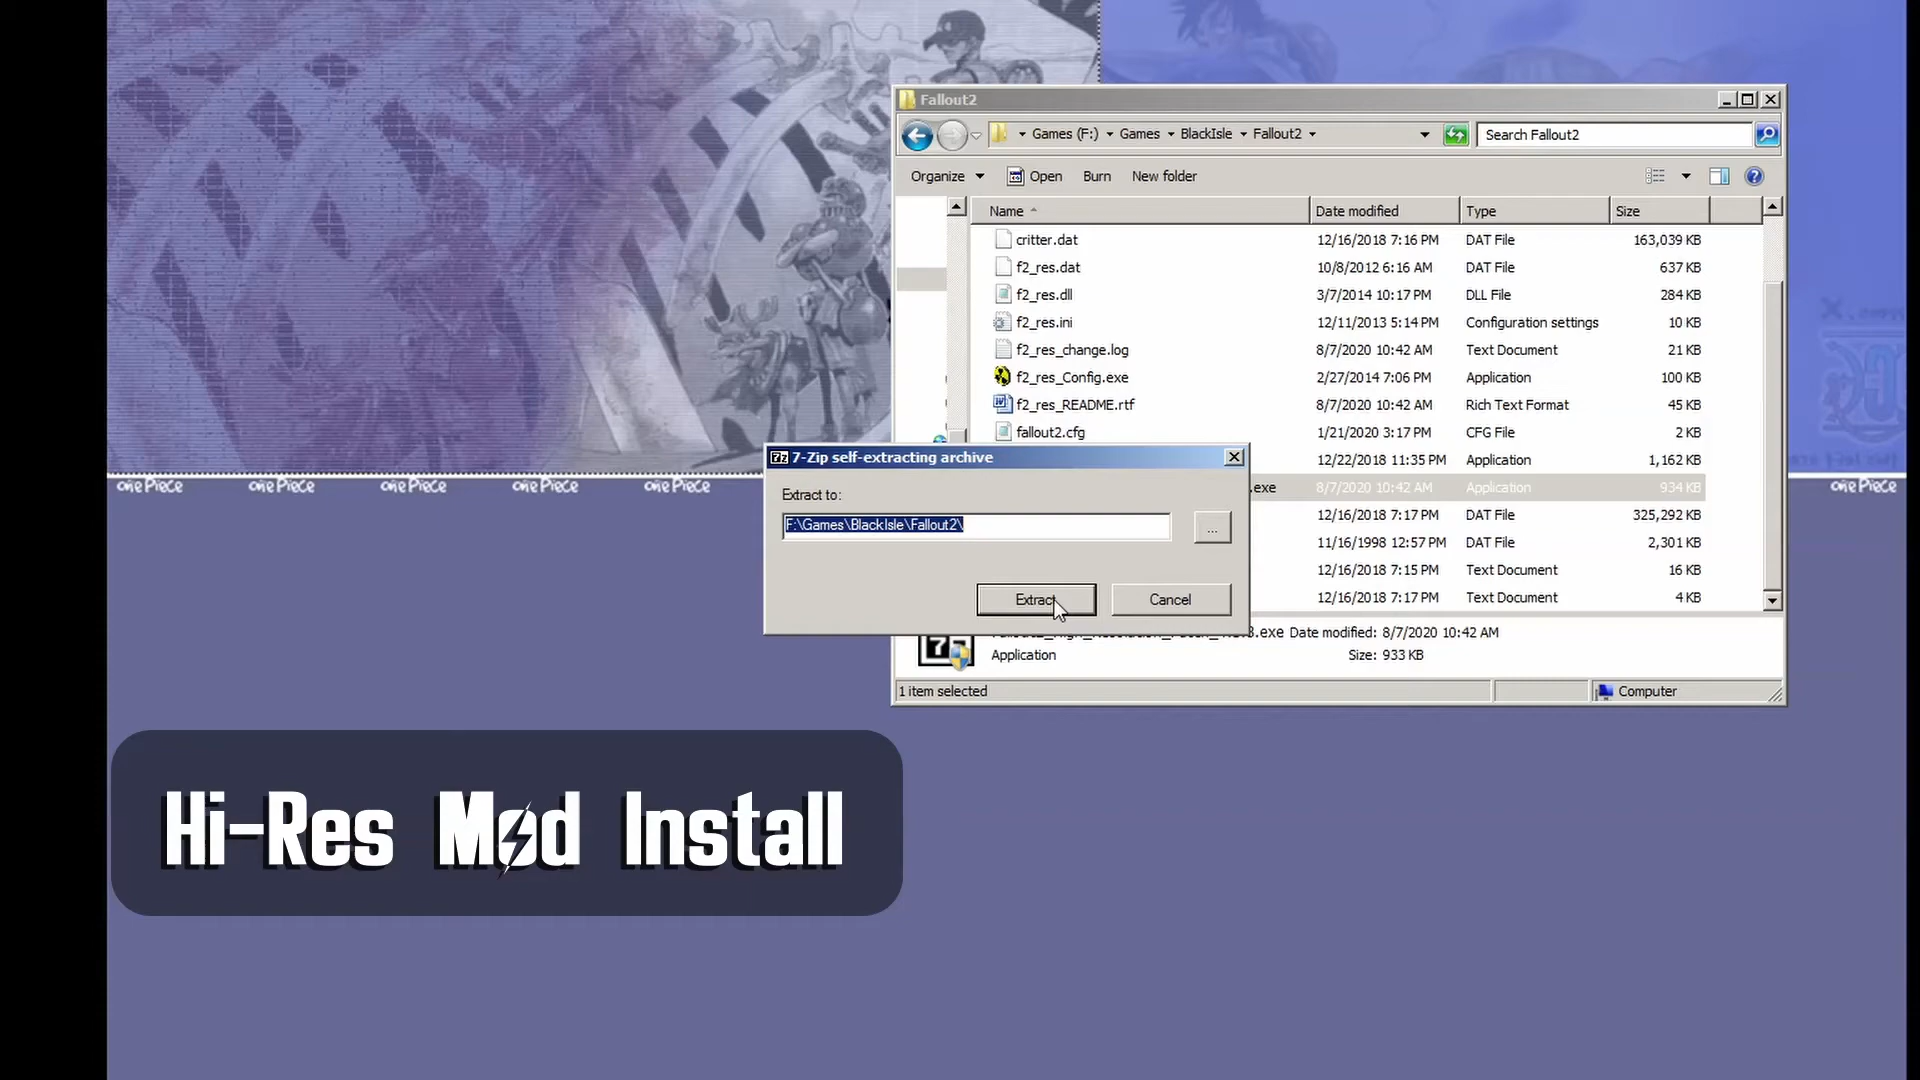 Fallout2
Games (F:) Games BlackIsle Fallout2
Search Fallout2
Organize Open Burn New folder
Name Date modified Type Size
critter.dat 12/16/2018 7:16 PM DAT File 163,039 KB
f2_res.dat 10/8/2012 6:16 AM DAT File 637 KB
f2_res.dll 3/7/2014 10:17 PM DLL File 284 KB
f2_res.ini 12/11/2013 5:14 PM Configuration settings 10 KB
f2_res_change.log 8/7/2020 10:42 AM Text Document 21 KB
f2_res_Config.exe 2/27/2014 7:06 PM Application 100 KB
f2_res_README.rtf 8/7/2020 10:42 AM Rich Text Format 45 KB
fallout2.cfg 1/21/2020 3:17 PM CFG File 2 KB
12/22/2018 11:35 PM Application 1,162 KB
.exe 8/7/2020 10:42 AM Application 934 KB
12/16/2018 7:17 PM DAT File 325,292 KB
11/16/1998 12:57 PM DAT File 2,301 KB
12/16/2018 7:15 PM Text Document 16 KB
12/16/2018 7:17 PM Text Document 4 KB
7z 7-Zip self-extracting archive
Extract to:
F:\Games\BlackIsle\Fallout2\
...
Extract Cancel
.exe Date modified: 8/7/2020 10:42 AM
Application Size: 933 KB
1 item selected Computer
one Piece one Piece one Piece one Piece one Piece one Piece
Hi-Res Mod Install